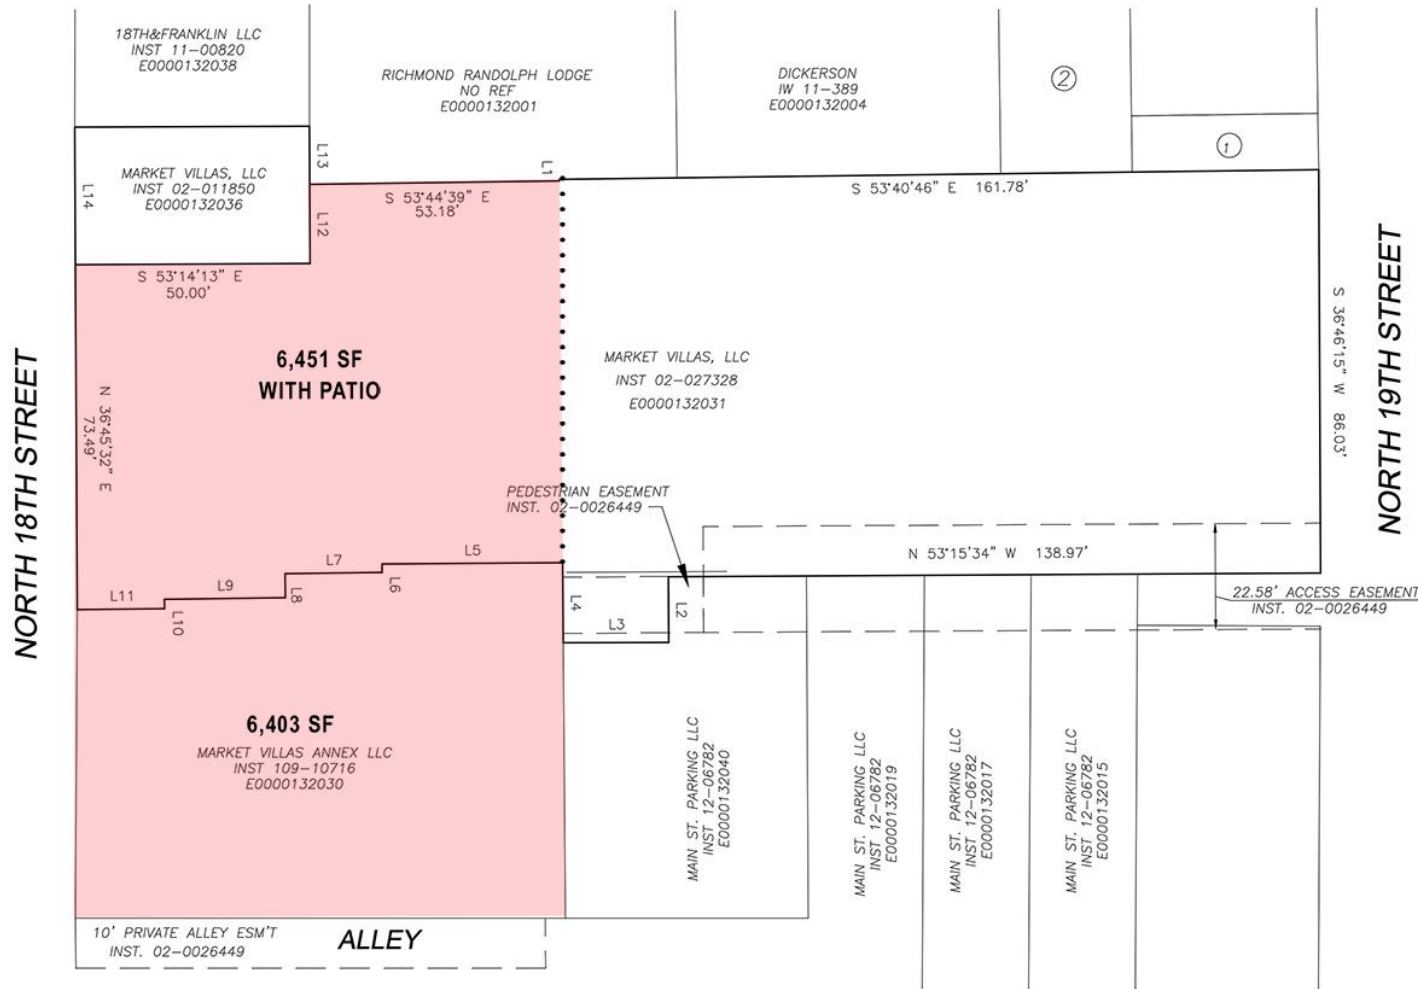 18TH&FRANKLIN LLC
INST 11-00820
E0000132038
RICHMOND RANDOLPH LODGE
NO REF
E0000132001
DICKERSON
IW 11-389
E0000132004
2
1
MARKET VILLAS, LLC
INST 02-011850
E0000132036
L14
L13
L12
L1
S 53°44'39" E
53.18'
S 53°40'46" E 161.78'
S 53°14'13" E
50.00'
6,451 SF
WITH PATIO
MARKET VILLAS, LLC
INST 02-027328
E0000132031
S 36°46'15" W 86.03'
NORTH 19TH STREET
NORTH 18TH STREET
N 36°45'32" E
73.49'
PEDESTRIAN EASEMENT
INST. 02-0026449
N 53°15'34" W 138.97'
22.58' ACCESS EASEMENT
INST. 02-0026449
L11
L10
L9
L8
L7
L6
L5
L4
L3
L2
6,403 SF
MARKET VILLAS ANNEX LLC
INST 109-10716
E0000132030
MAIN ST. PARKING LLC
INST 12-06782
E0000132040
MAIN ST. PARKING LLC
INST 12-06782
E0000132019
MAIN ST. PARKING LLC
INST 12-06782
E0000132017
MAIN ST. PARKING LLC
INST 12-06782
E0000132015
10' PRIVATE ALLEY ESM'T
INST. 02-0026449
ALLEY